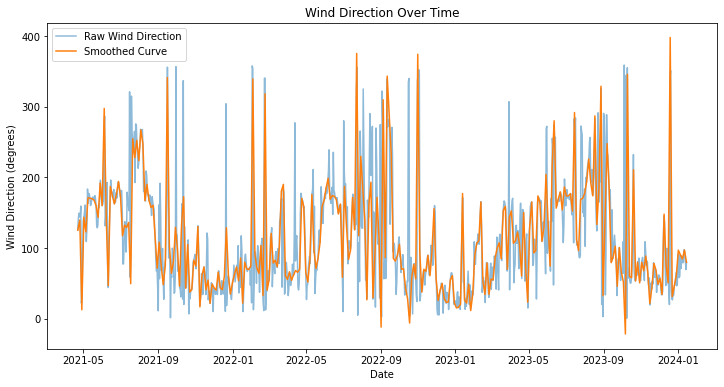 Wind Direction Over Time
Raw Wind Direction
Smoothed Curve
Wind Direction (degrees)
400
300
200
100
0
2021-05 2021-09 2022-01 2022-05 2022-09 2023-01 2023-05 2023-09 2024-01
Date